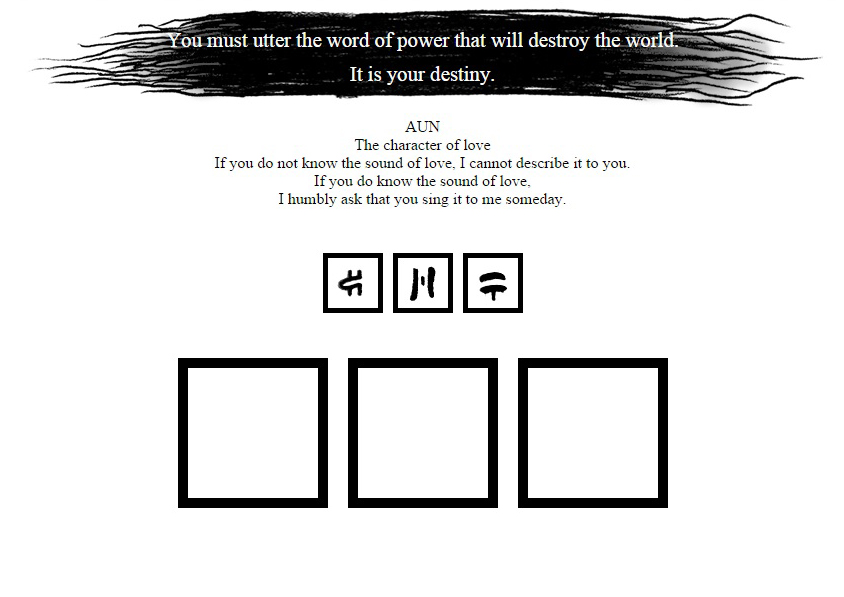 You must utter the word of power that will destroy the world.
It is your destiny.
AUN
The character of love
If you do not know the sound of love, I cannot describe it to you.
If you do know the sound of love,
I humbly ask that you sing it to me someday.